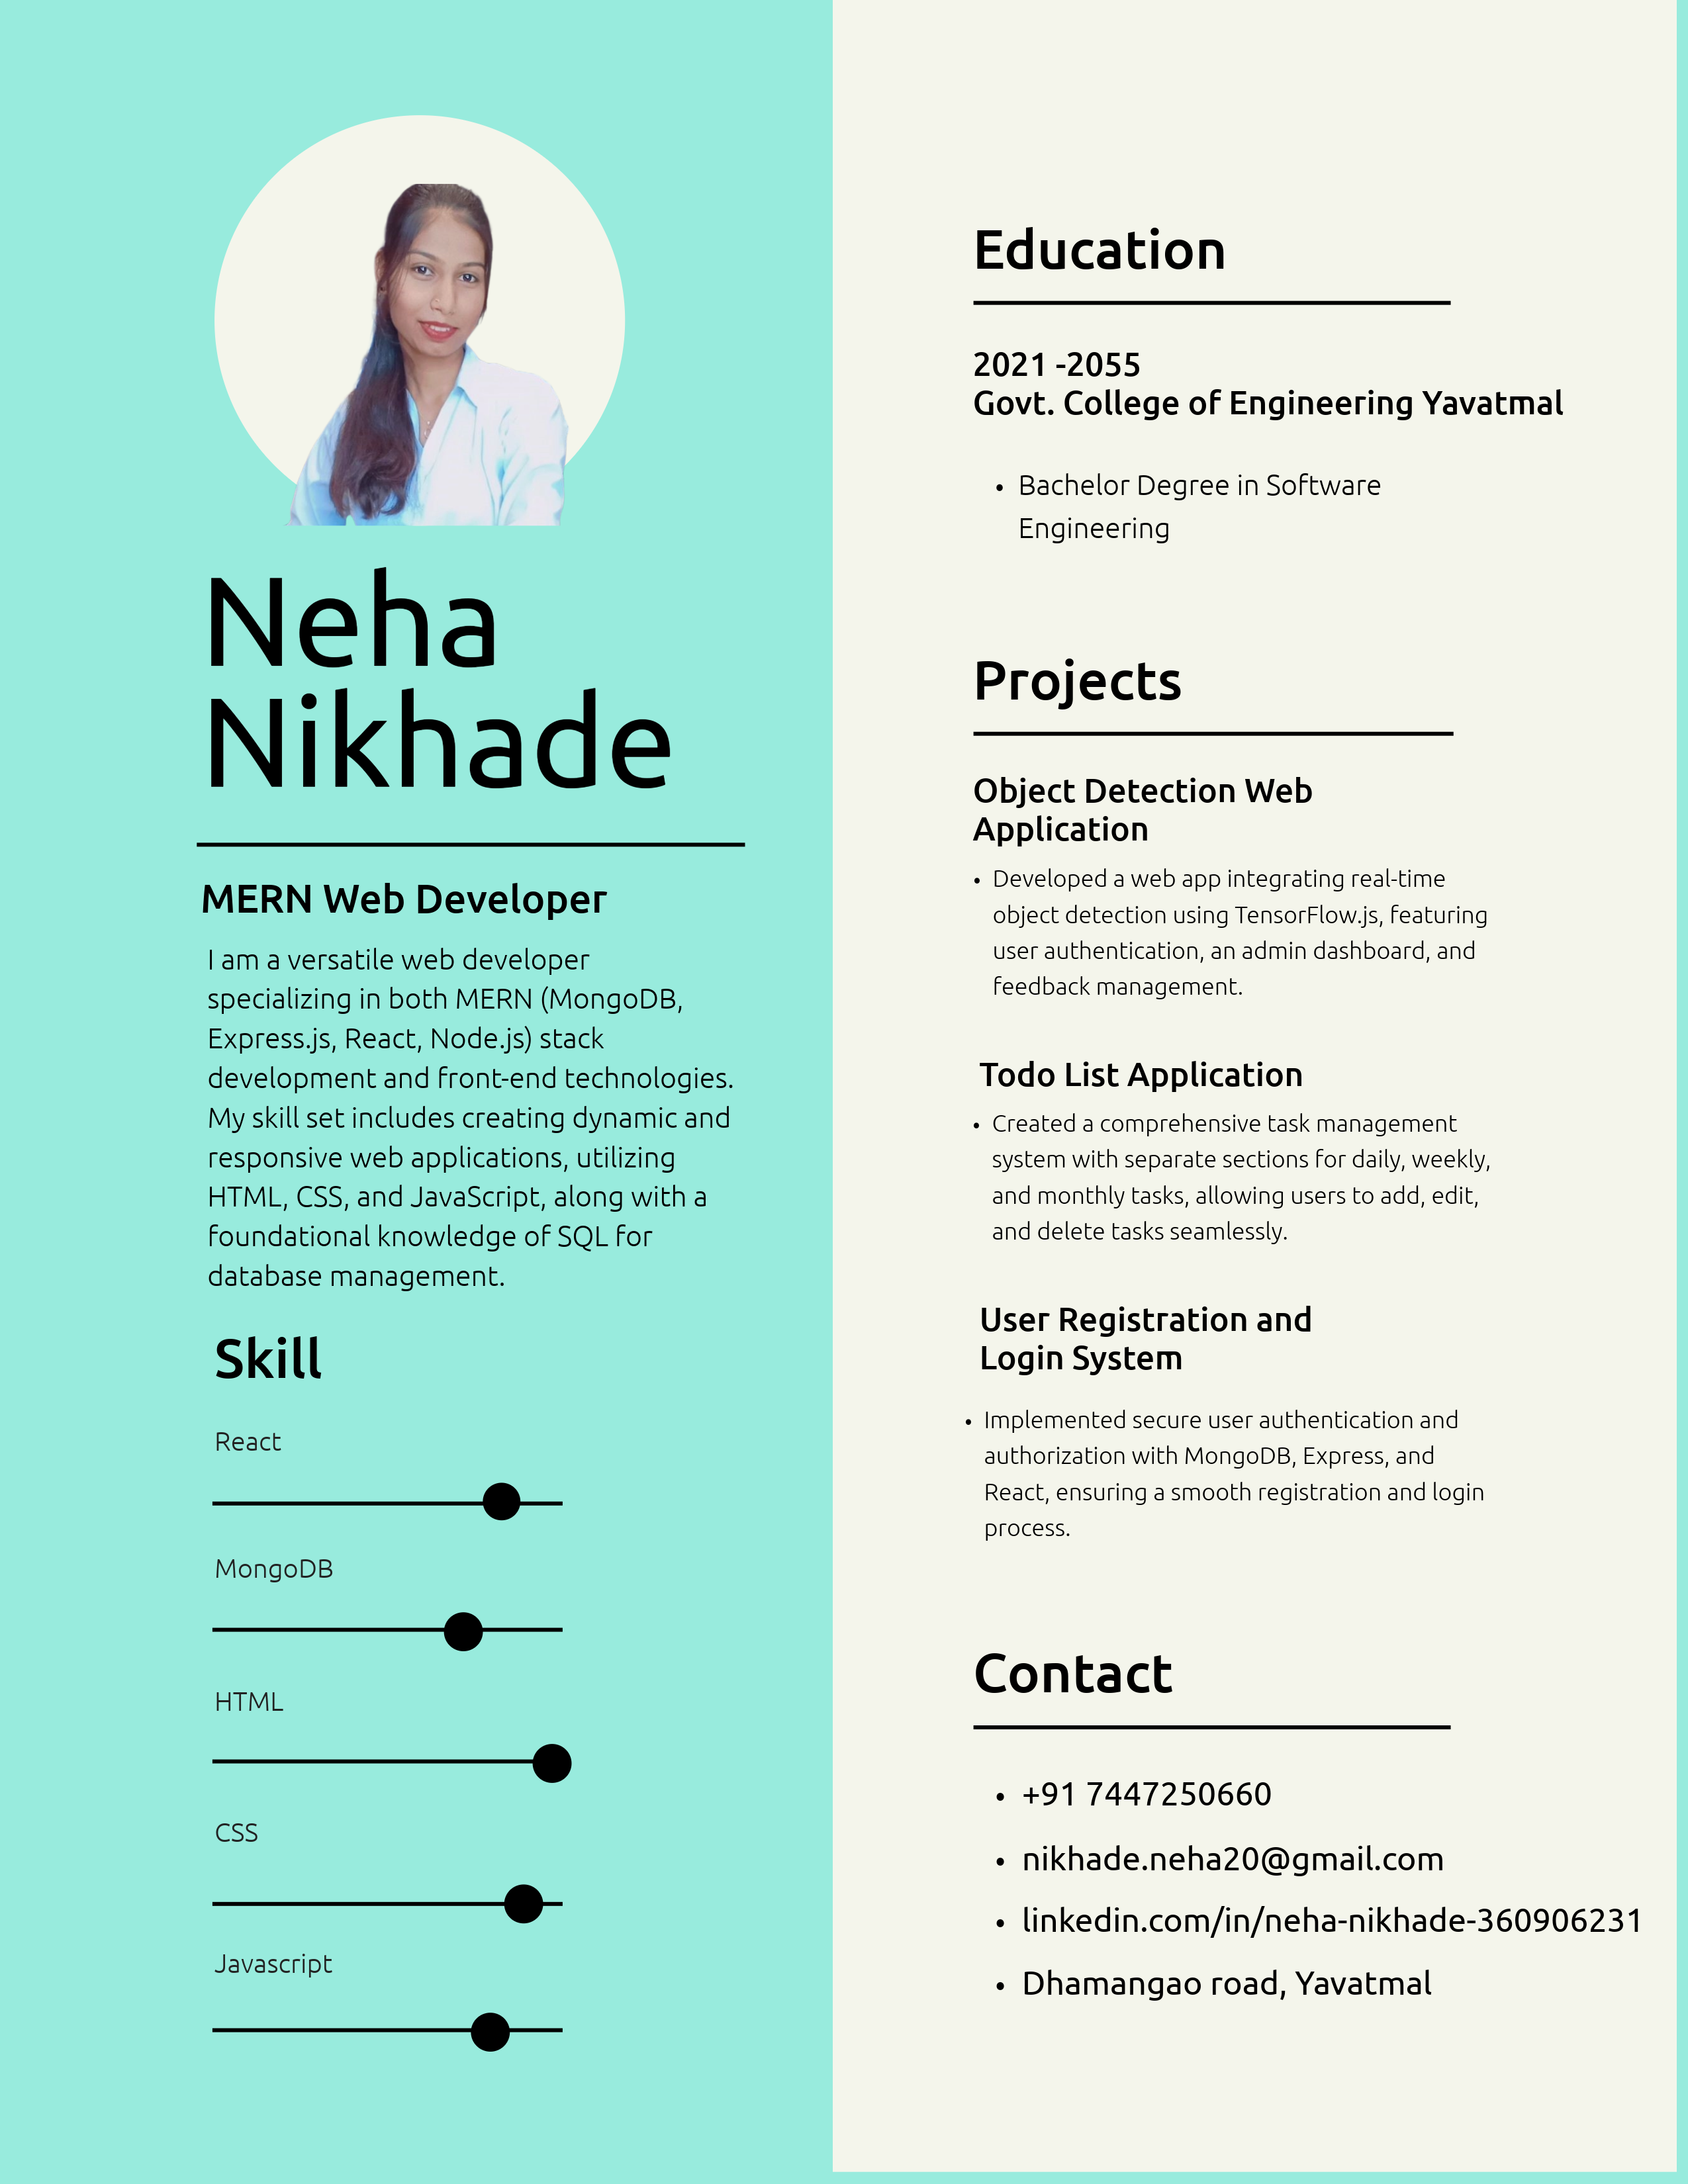 Neha
Nikhade
MERN Web Developer
I am a versatile web developer
specializing in both MERN (MongoDB,
Express.js, React, Node.js) stack
development and front-end technologies.
My skill set includes creating dynamic and
responsive web applications, utilizing
HTML, CSS, and JavaScript, along with a
foundational knowledge of SQL for
database management.
Skill
React
MongoDB
HTML
CSS
Javascript
Education
2021 -2055
Govt. College of Engineering Yavatmal
• Bachelor Degree in Software
Engineering
Projects
Object Detection Web
Application
• Developed a web app integrating real-time
object detection using TensorFlow.js, featuring
user authentication, an admin dashboard, and
feedback management.
Todo List Application
• Created a comprehensive task management
system with separate sections for daily, weekly,
and monthly tasks, allowing users to add, edit,
and delete tasks seamlessly.
User Registration and
Login System
• Implemented secure user authentication and
authorization with MongoDB, Express, and
React, ensuring a smooth registration and login
process.
Contact
• +91 7447250660
• nikhade.neha20@gmail.com
• linkedin.com/in/neha-nikhade-360906231
• Dhamangao road, Yavatmal